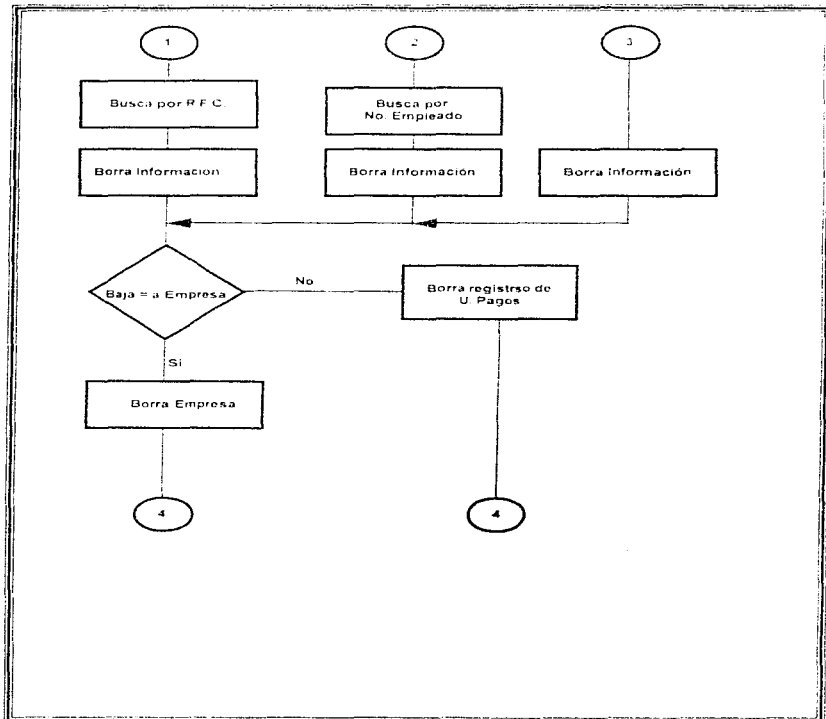 1
2
3
Busca por R.F.C.
Busca por
No. Empleado
Borra Informacion
Borra Información
Borra Información
Baja = a Empresa
No
Borra registrso de
U. Pagos
Si
Borra Empresa
4
4